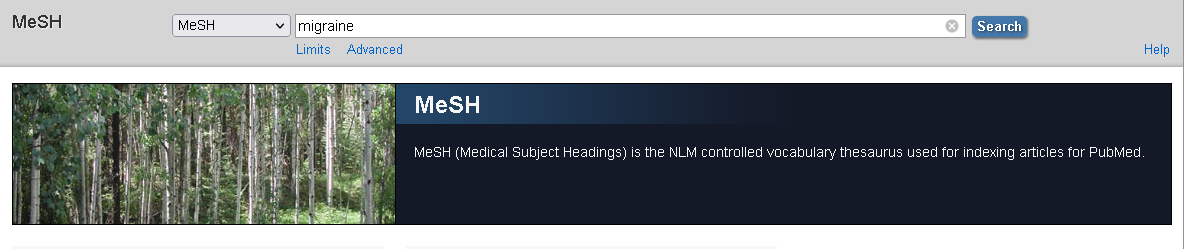 MeSH
MeSH migraine Search
Limits Advanced Help
MeSH
MeSH (Medical Subject Headings) is the NLM controlled vocabulary thesaurus used for indexing articles for PubMed.